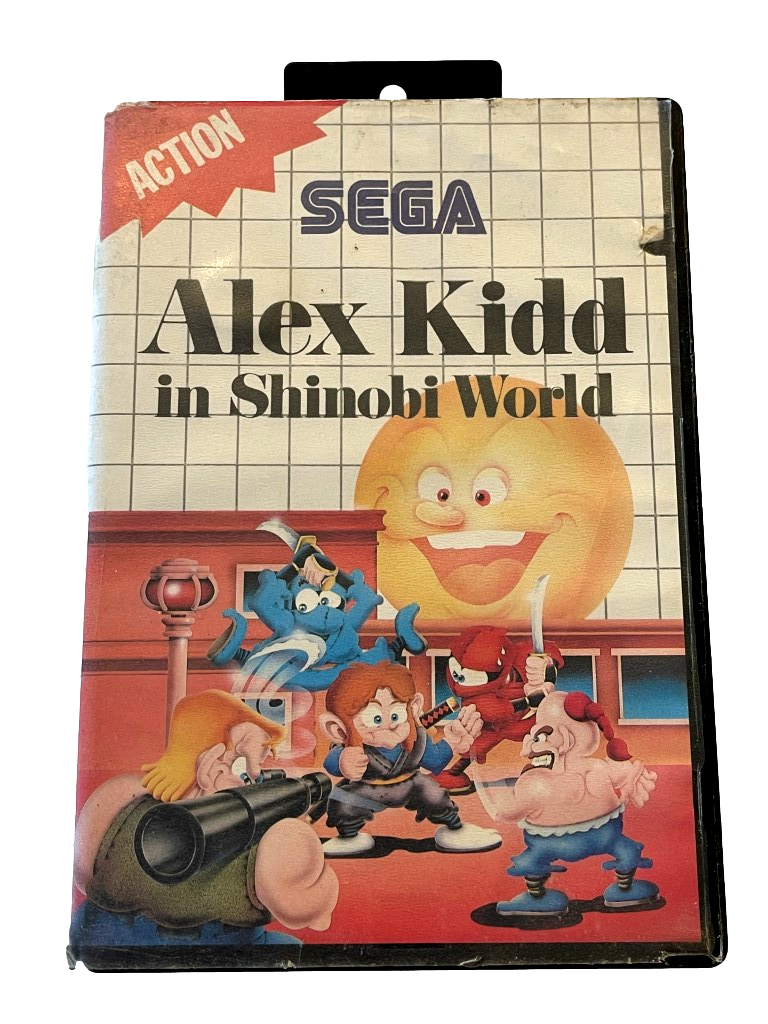 ACTION
SEGA
Alex Kidd
in Shinobi World